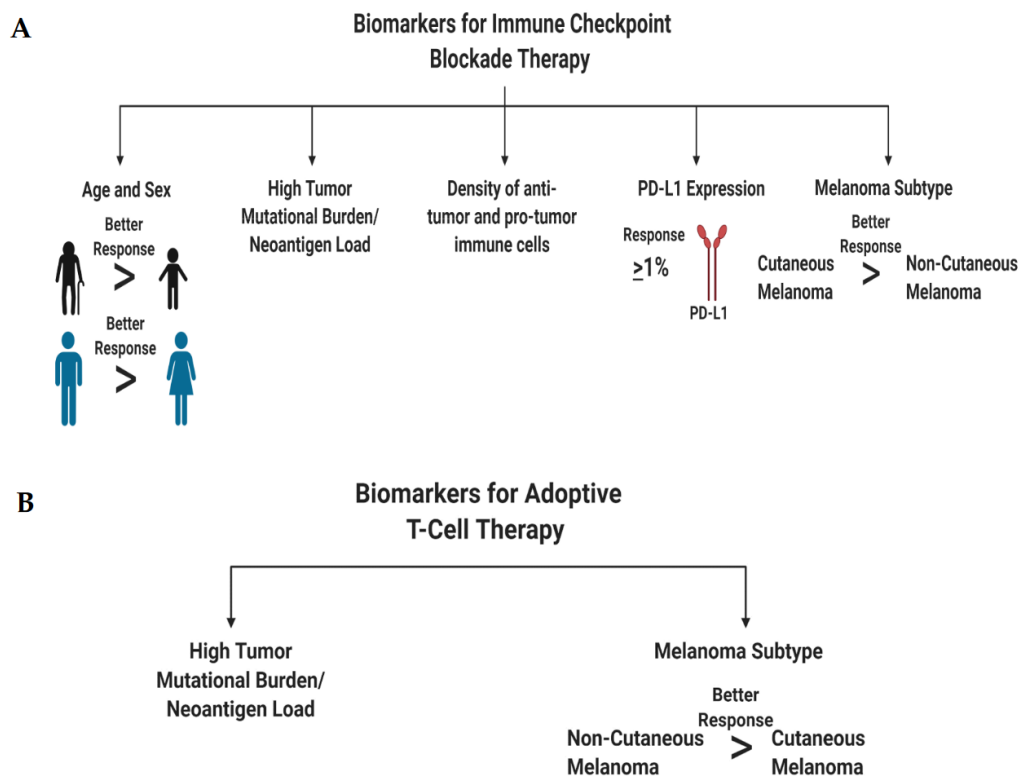 A
Biomarkers for Immune Checkpoint
Blockade Therapy
Age and Sex
Better
Response
>
Better
Response
>
High Tumor
Mutational Burden/
Neoantigen Load
Density of anti-
tumor and pro-tumor
immune cells
PD-L1 Expression
Response
≥1%
PD-L1
Melanoma Subtype
Better
Response
Cutaneous
Melanoma
>
Non-Cutaneous
Melanoma
B
Biomarkers for Adoptive
T-Cell Therapy
High Tumor
Mutational Burden/
Neoantigen Load
Melanoma Subtype
Better
Response
Non-Cutaneous
Melanoma
>
Cutaneous
Melanoma